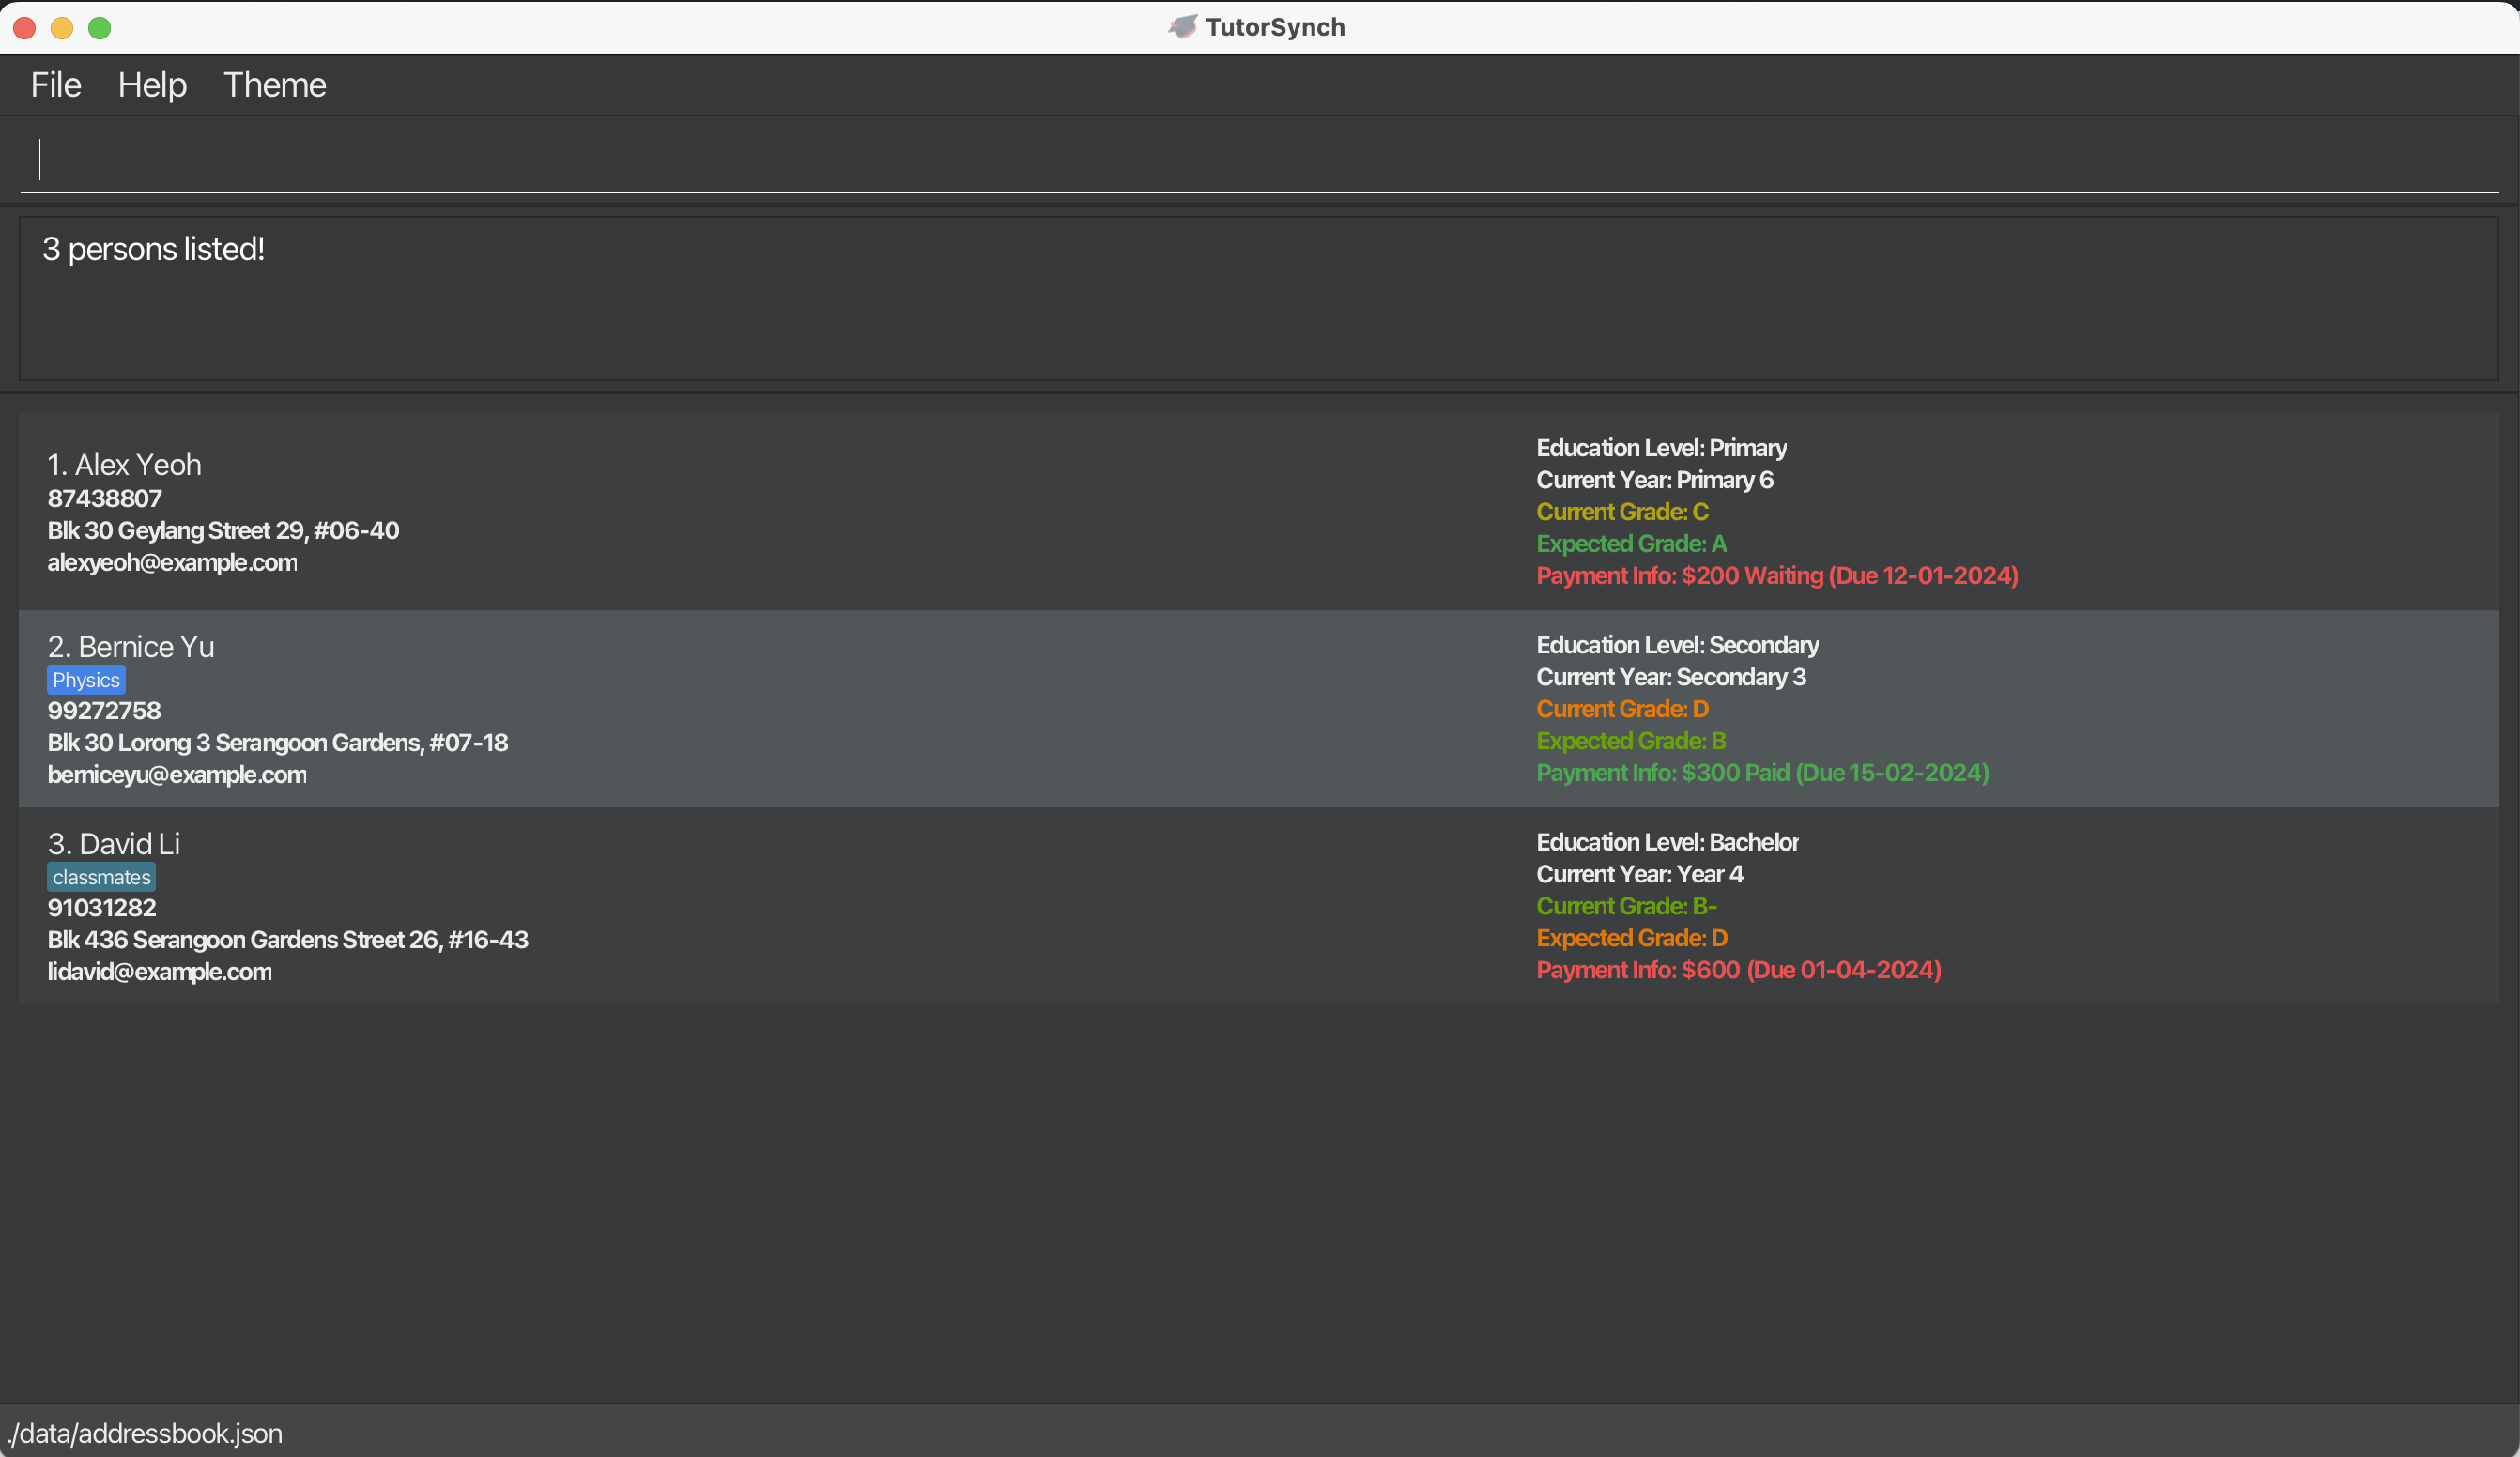 TutorSynch
File Help Theme
3 persons listed!
1. Alex Yeoh
87438807
Blk 30 Geylang Street 29, #06-40
alexyeoh@example.com
Education Level: Primary
Current Year: Primary 6
Current Grade: C
Expected Grade: A
Payment Info: $200 Waiting (Due 12-01-2024)
2. Bernice Yu
Physics
99272758
Blk 30 Lorong 3 Serangoon Gardens, #07-18
berniceyu@example.com
Education Level: Secondary
Current Year: Secondary 3
Current Grade: D
Expected Grade: B
Payment Info: $300 Paid (Due 15-02-2024)
3. David Li
classmates
91031282
Blk 436 Serangoon Gardens Street 26, #16-43
lidavid@example.com
Education Level: Bachelor
Current Year: Year 4
Current Grade: B-
Expected Grade: D
Payment Info: $600 (Due 01-04-2024)
./data/addressbook.json